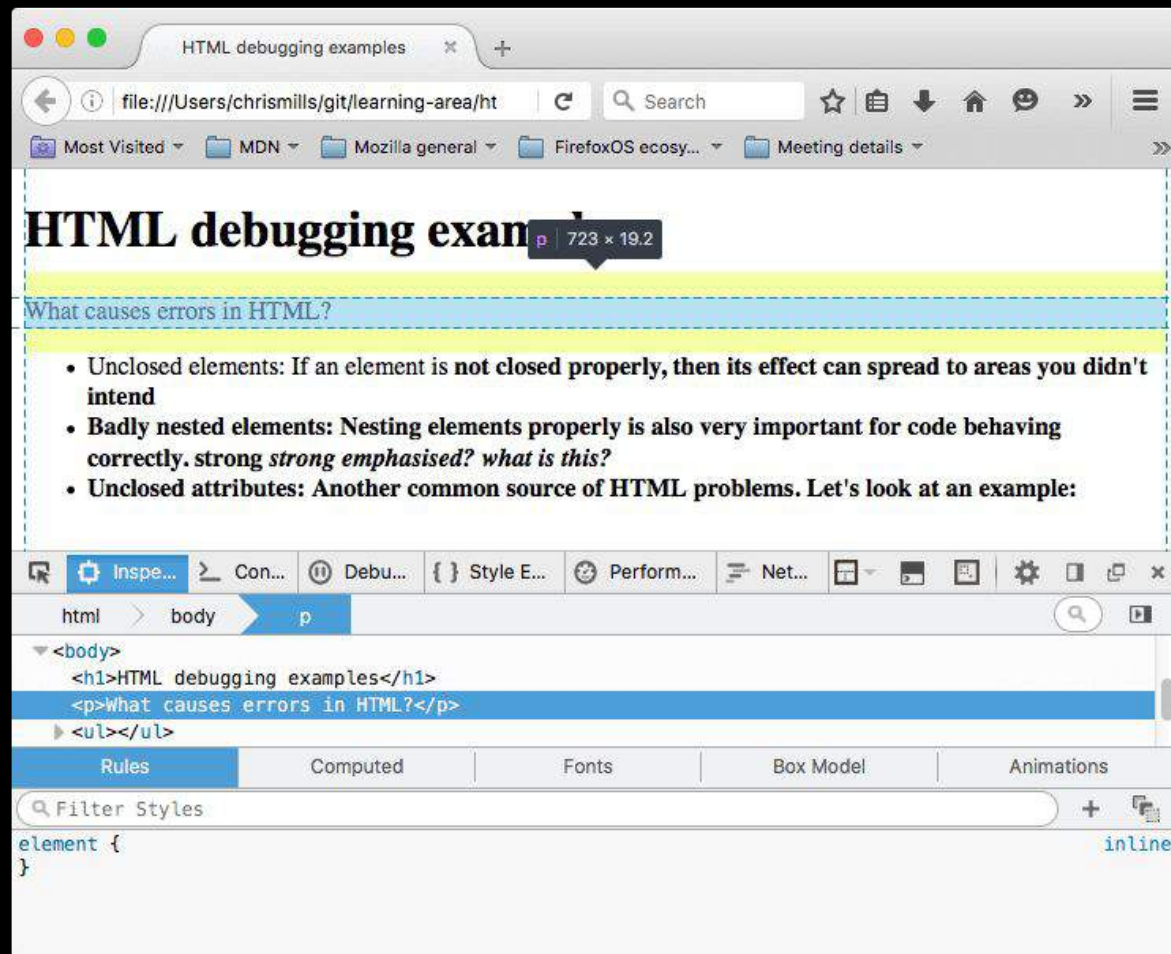 HTML debugging examples
file:///Users/chrismills/git/learning-area/ht
Search
Most Visited
MDN
Mozilla general
FirefoxOS ecosy...
Meeting details
HTML debugging exam
p 723 × 19.2
What causes errors in HTML?
• Unclosed elements: If an element is not closed properly, then its effect can spread to areas you didn't
intend
• Badly nested elements: Nesting elements properly is also very important for code behaving
correctly. strong strong emphasised? what is this?
• Unclosed attributes: Another common source of HTML problems. Let's look at an example:
Inspe...
Con...
Debu...
{ } Style E...
Perform...
Net...
html
body
p
<body>
<h1>HTML debugging examples</h1>
<p>What causes errors in HTML?</p>
<ul></ul>
Rules
Computed
Fonts
Box Model
Animations
Filter Styles
+
element {
inline
}